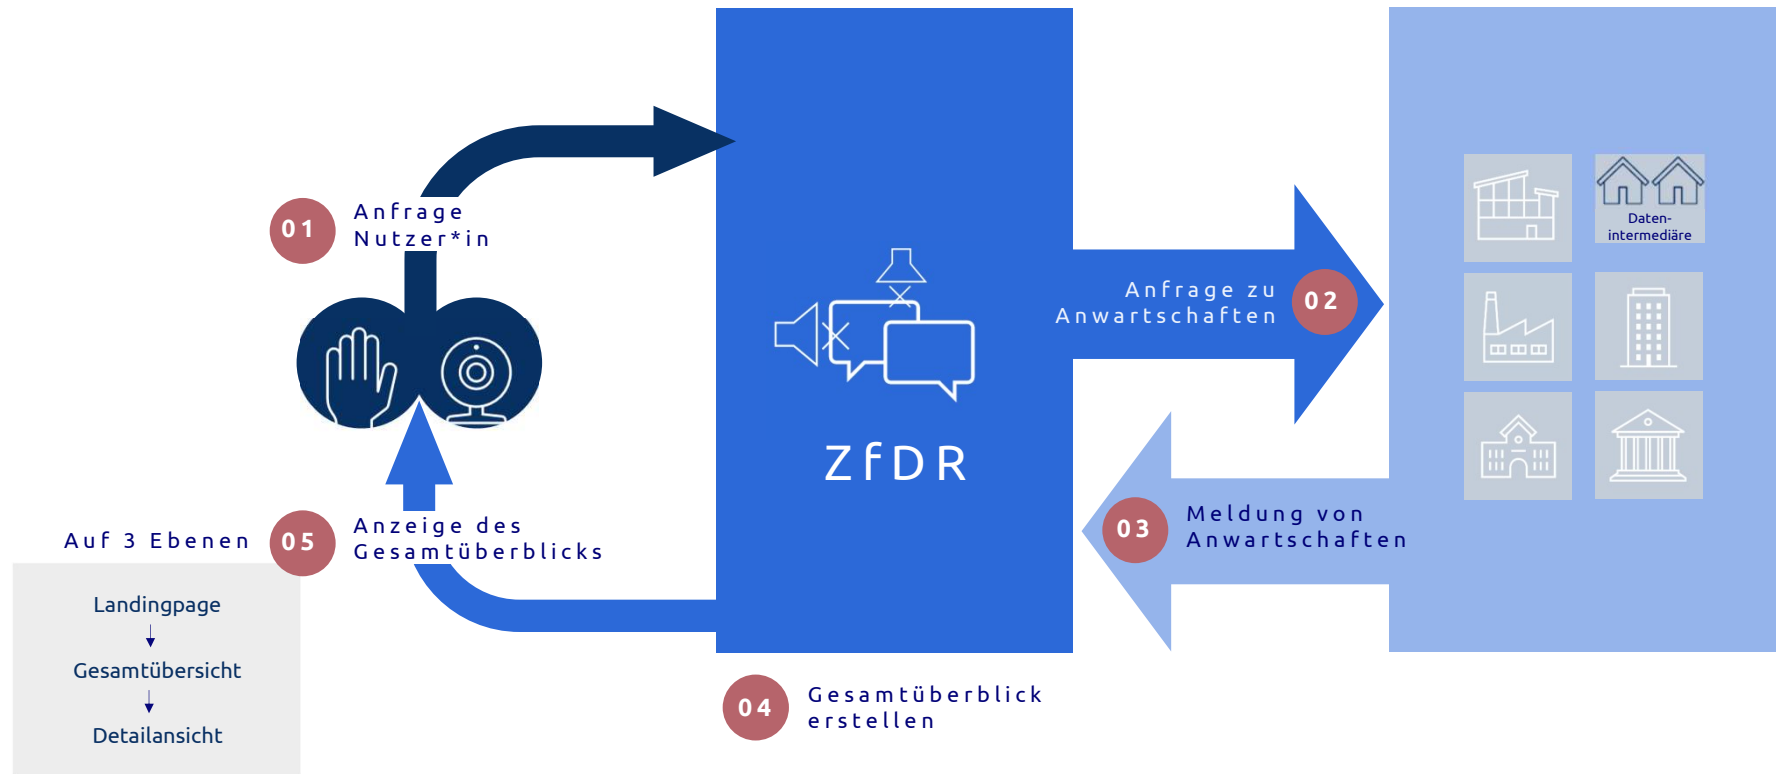 01
Anfrage
Nutzer*in
ZfDR
Anfrage zu
Anwartschaften
02
Daten-
intermediäre
03
Meldung von
Anwartschaften
04
Gesamtüberblick
erstellen
05
Anzeige des
Gesamtüberblicks
Auf 3 Ebenen
Landingpage
Gesamtübersicht
Detailansicht